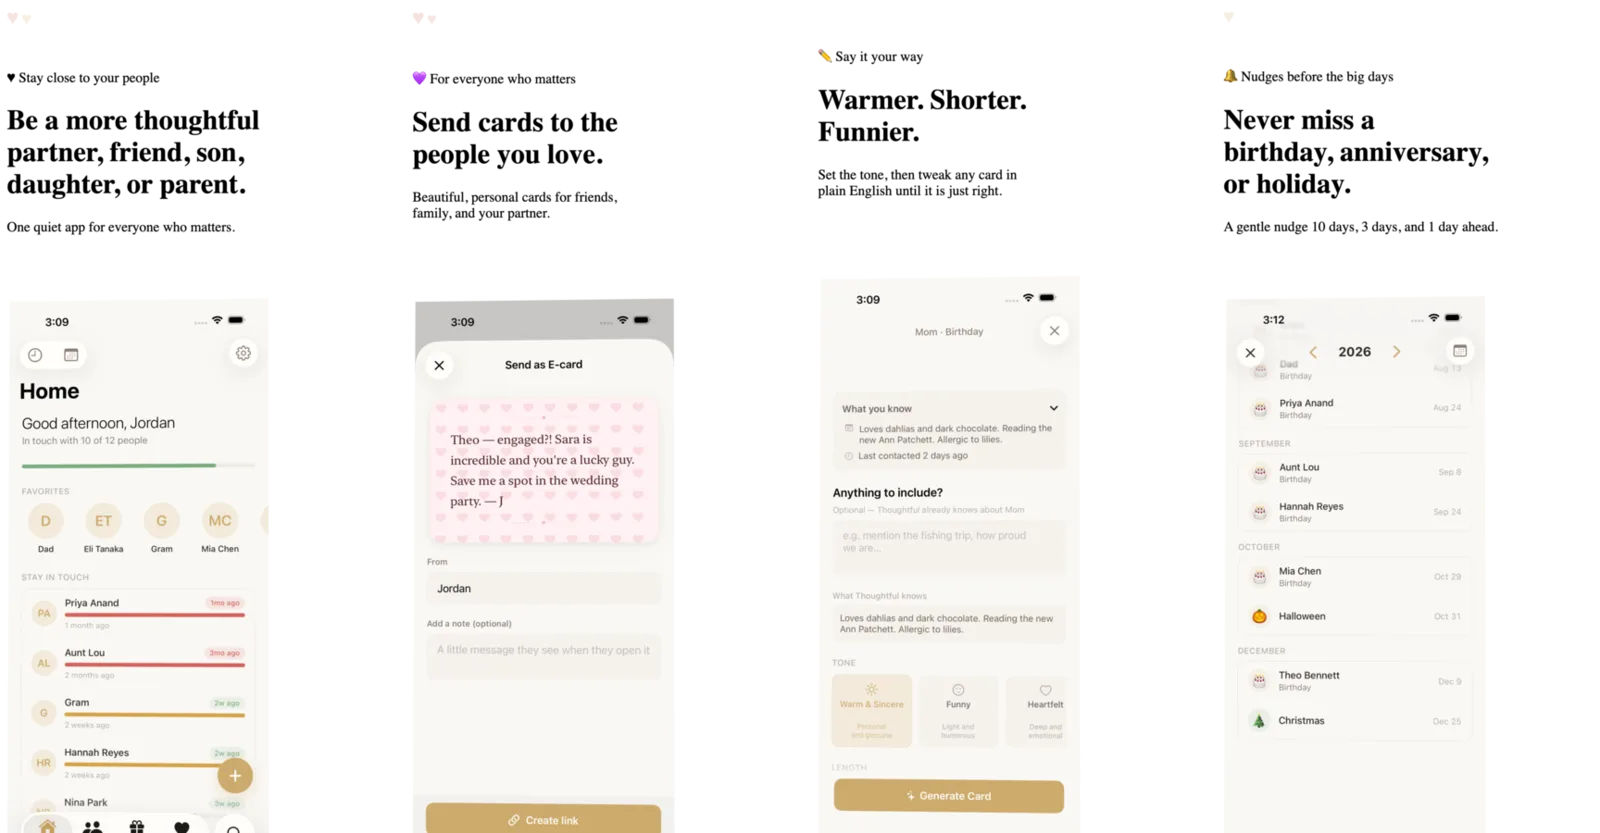 ♥ Stay close to your people
Be a more thoughtful
partner, friend, son,
daughter, or parent.
One quiet app for everyone who matters.
3:09
Home
Good afternoon, Jordan
In touch with 10 of 12 people
FAVORITES
D
ET
G
MC
Dad
Eli Tanaka
Gram
Mia Chen
STAY IN TOUCH
PA
Priya Anand
1mo ago
1 month ago
AL
Aunt Lou
3mo ago
2 months ago
G
Gram
2w ago
2 weeks ago
HR
Hannah Reyes
2w ago
2 weeks ago
Nina Park
3w ago
💜 For everyone who matters
Send cards to the
people you love.
Beautiful, personal cards for friends,
family, and your partner.
3:09
Send as E-card
Theo — engaged?! Sara is
incredible and you're a lucky guy.
Save me a spot in the wedding
party. — J
From
Jordan
Add a note (optional)
A little message they see when they open it
Create link
✏️ Say it your way
Warmer. Shorter.
Funnier.
Set the tone, then tweak any card in
plain English until it is just right.
3:09
Mom · Birthday
What you know
Loves dahlias and dark chocolate. Reading the
new Ann Patchett. Allergic to lilies.
Last contacted 2 days ago
Anything to include?
Optional — Thoughtful already knows about Mom
e.g. mention the fishing trip, how proud
we are...
What Thoughtful knows
Loves dahlias and dark chocolate. Reading the new
Ann Patchett. Allergic to lilies.
TONE
Warm & Sincere
Personal
and genuine
Funny
Light and
humorous
Heartfelt
Deep and
emotional
LENGTH
Generate Card
🔔 Nudges before the big days
Never miss a
birthday, anniversary,
or holiday.
A gentle nudge 10 days, 3 days, and 1 day ahead.
3:12
2026
Dad
Birthday
Priya Anand
Birthday
Aug 24
SEPTEMBER
Aunt Lou
Birthday
Sep 8
Hannah Reyes
Birthday
Sep 24
OCTOBER
Mia Chen
Birthday
Oct 29
Halloween
Oct 31
DECEMBER
Theo Bennett
Birthday
Dec 9
Christmas
Dec 25